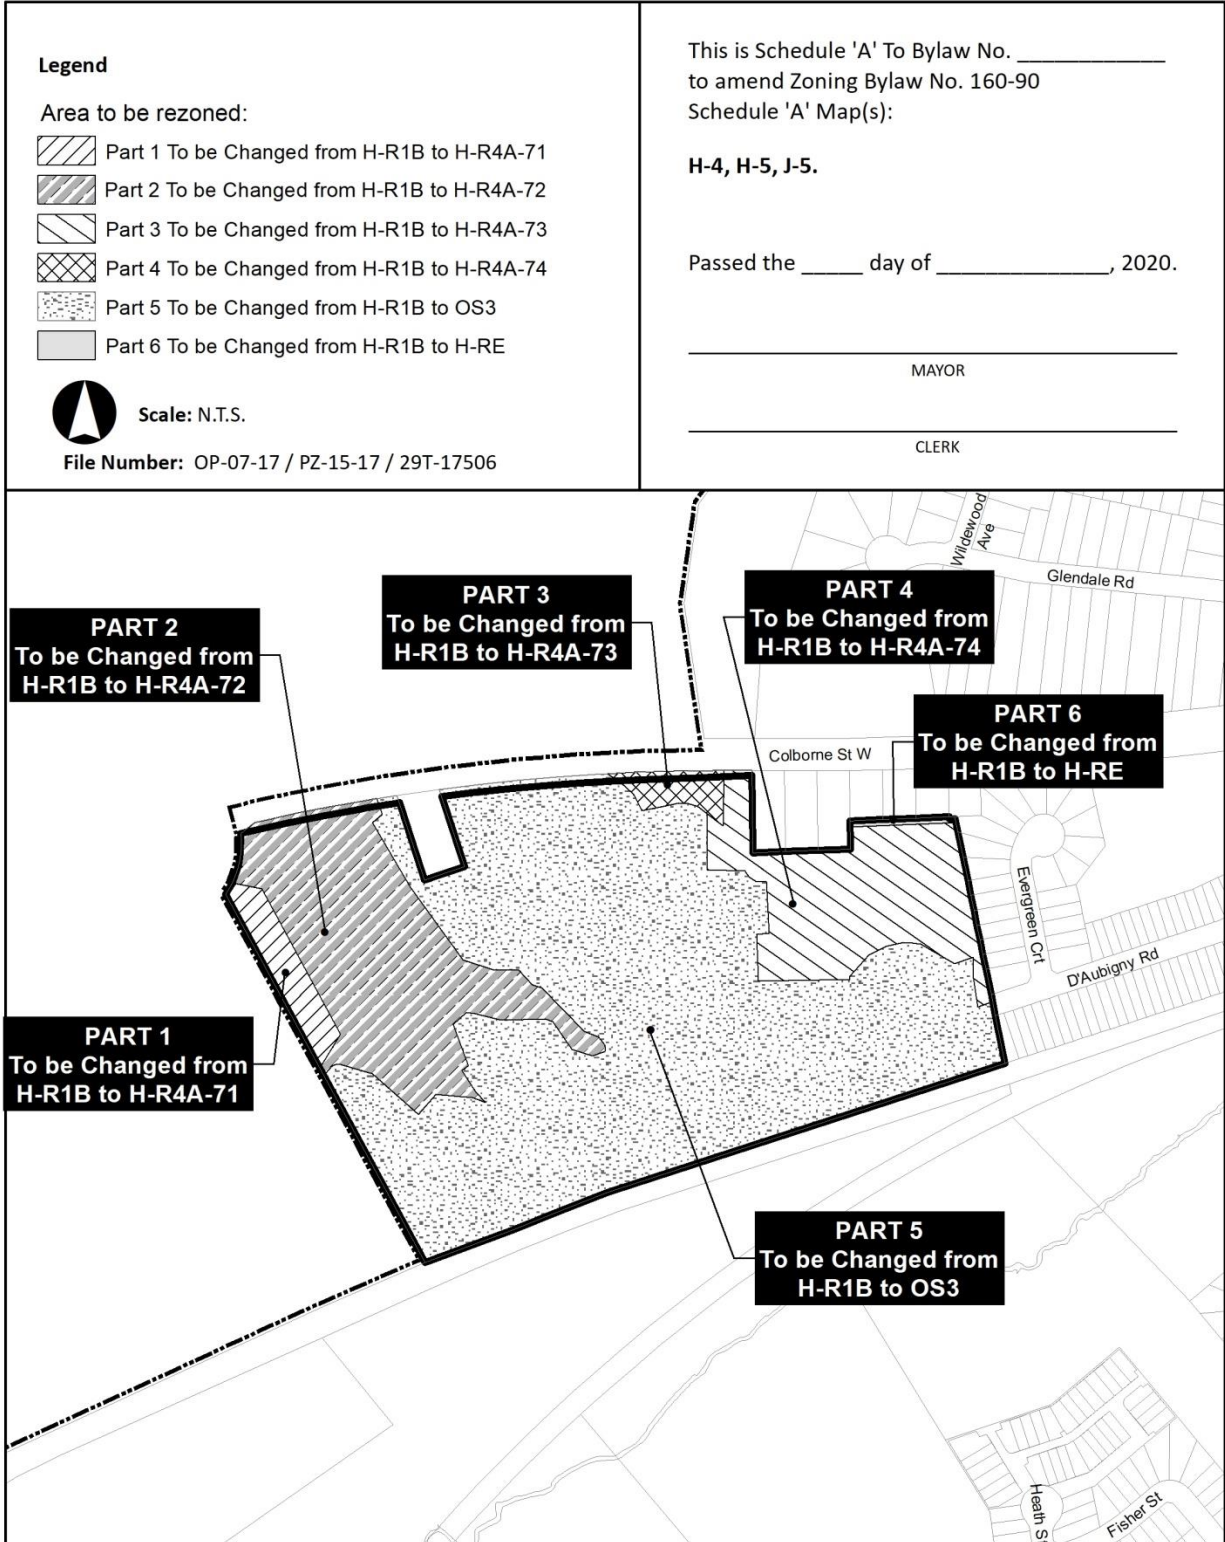 Legend
Area to be rezoned:
Part 1 To be Changed from H-R1B to H-R4A-71
Part 2 To be Changed from H-R1B to H-R4A-72
Part 3 To be Changed from H-R1B to H-R4A-73
Part 4 To be Changed from H-R1B to H-R4A-74
Part 5 To be Changed from H-R1B to OS3
Part 6 To be Changed from H-R1B to H-RE
Scale: N.T.S.
File Number: OP-07-17 / PZ-15-17 / 29T-17506
This is Schedule 'A' To Bylaw No. ____________
to amend Zoning Bylaw No. 160-90
Schedule 'A' Map(s):
H-4, H-5, J-5.
Passed the _____ day of ______________, 2020.
MAYOR
CLERK
Wildewood
Ave
Glendale Rd
PART 3
To be Changed from
H-R1B to H-R4A-73
PART 4
To be Changed from
H-R1B to H-R4A-74
PART 2
To be Changed from
H-R1B to H-R4A-72
PART 6
To be Changed from
H-R1B to H-RE
Colborne St W
Evergreen Crt
D'Aubigny Rd
PART 1
To be Changed from
H-R1B to H-R4A-71
PART 5
To be Changed from
H-R1B to OS3
Heath S
Fisher St